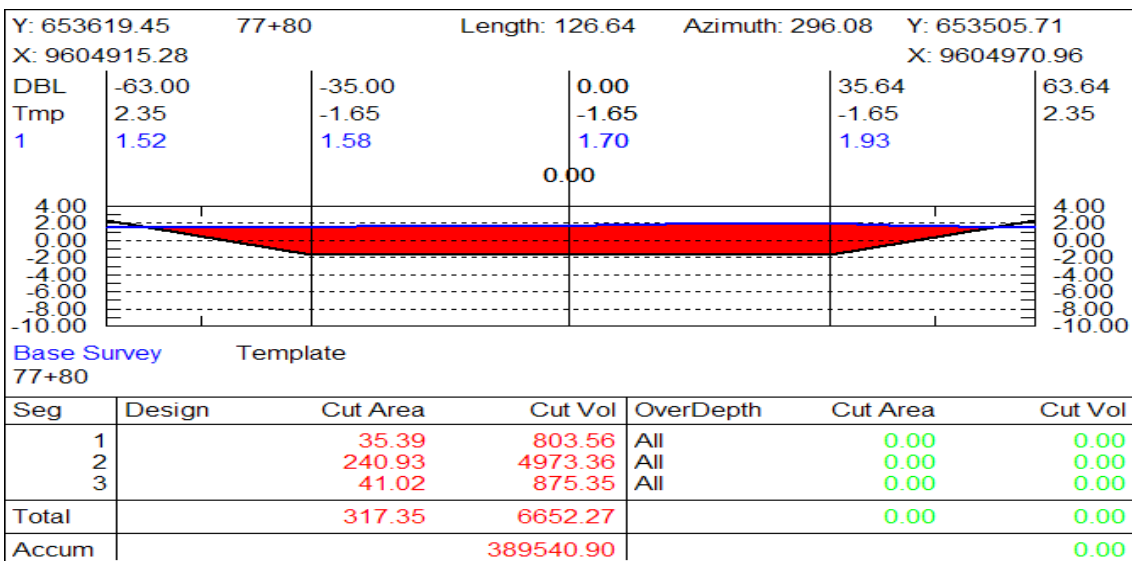 Y: 653619.45 77+80 Length: 126.64 Azimuth: 296.08 Y: 653505.71
X: 9604915.28 X: 9604970.96
DBL -63.00 -35.00 0.00 35.64 63.64
Tmp 2.35 -1.65 -1.65 -1.65 2.35
1 1.52 1.58 1.70 1.93
0.00
4.00 4.00
2.00 2.00
0.00 0.00
-2.00 -2.00
-4.00 -4.00
-6.00 -6.00
-8.00 -8.00
-10.00 -10.00
Base Survey Template
77+80
Seg Design Cut Area Cut Vol OverDepth Cut Area Cut Vol
1 35.39 803.56 All 0.00 0.00
2 240.93 4973.36 All 0.00 0.00
3 41.02 875.35 All 0.00 0.00
Total 317.35 6652.27 0.00 0.00
Accum 389540.90 0.00